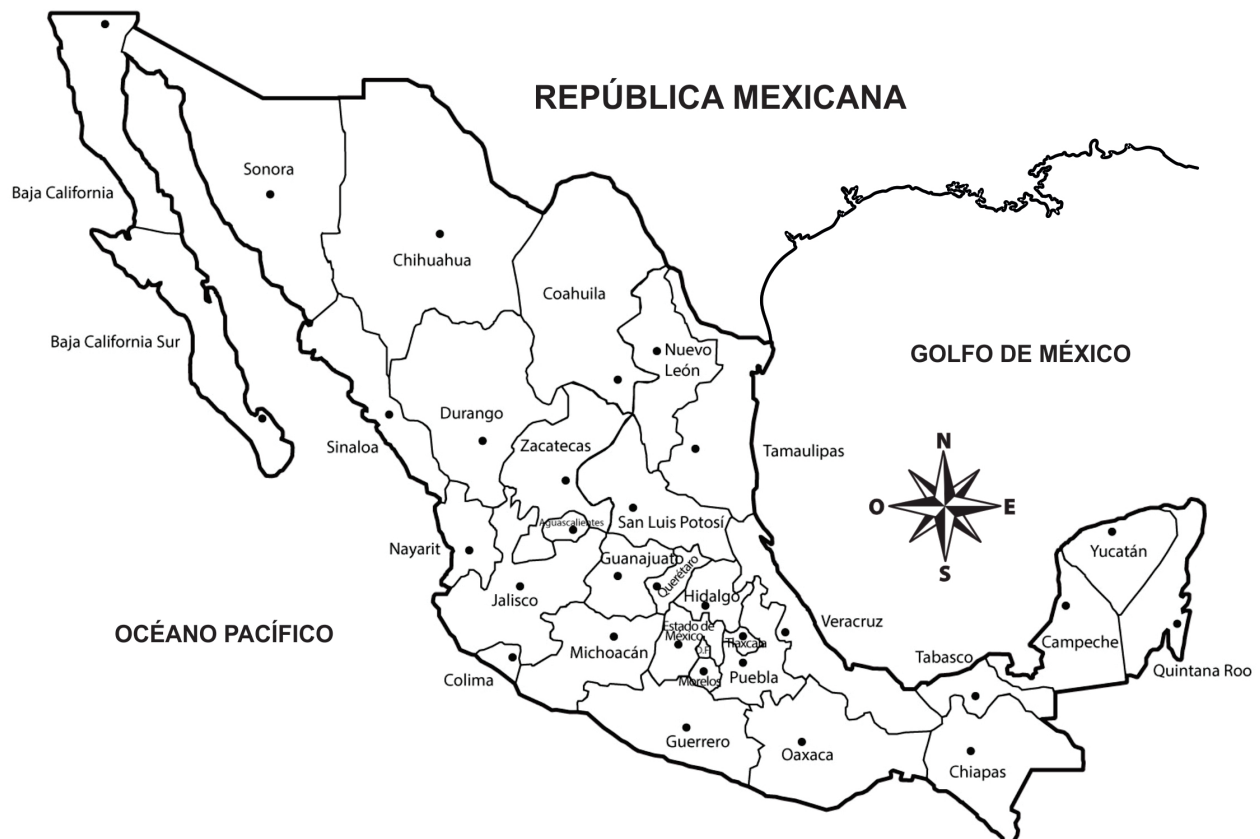 REPÚBLICA MEXICANA
Sonora
Baja California
Chihuahua
Coahuila
Baja California Sur
Nuevo
León
GOLFO DE MÉXICO
Durango
Sinaloa
Zacatecas
Tamaulipas
N
O
E
S
Aguascalientes
San Luis Potosí
Nayarit
Guanajuato
Querétaro
Yucatán
Jalisco
Hidalgo
OCÉANO PACÍFICO
Estado de
México
D.F.
Tlaxcala
Veracruz
Michoacán
Campeche
Tabasco
Quintana Roo
Colima
Morelos
Puebla
Guerrero
Oaxaca
Chiapas